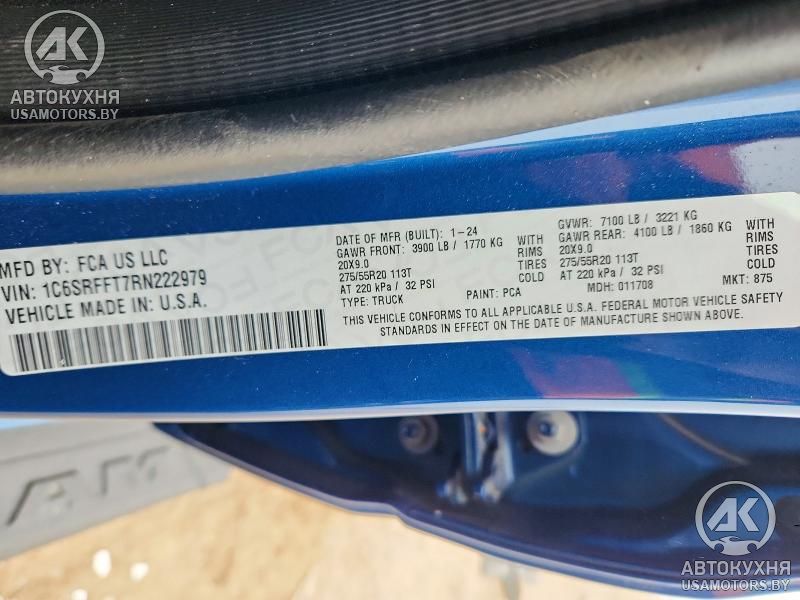 AK
АВТОКУХНЯ
USAMOTORS.BY
MFD BY: FCA US LLC
VIN: 1C6SRFFT7RN222979
VEHICLE MADE IN: U.S.A.
DATE OF MFR (BUILT): 1-24
GAWR FRONT: 3900 LB / 1770 KG WITH
20X9.0 RIMS
275/55R20 113T TIRES
AT 220 kPa / 32 PSI COLD
TYPE: TRUCK PAINT: PCA
GVWR: 7100 LB / 3221 KG
GAWR REAR: 4100 LB / 1860 KG WITH
20X9.0 RIMS
275/55R20 113T TIRES
AT 220 kPa / 32 PSI COLD
MDH: 011708 MKT: 875
THIS VEHICLE CONFORMS TO ALL APPLICABLE U.S.A. FEDERAL MOTOR VEHICLE SAFETY
STANDARDS IN EFFECT ON THE DATE OF MANUFACTURE SHOWN ABOVE.
AK
АВТОКУХНЯ
USAMOTORS.BY